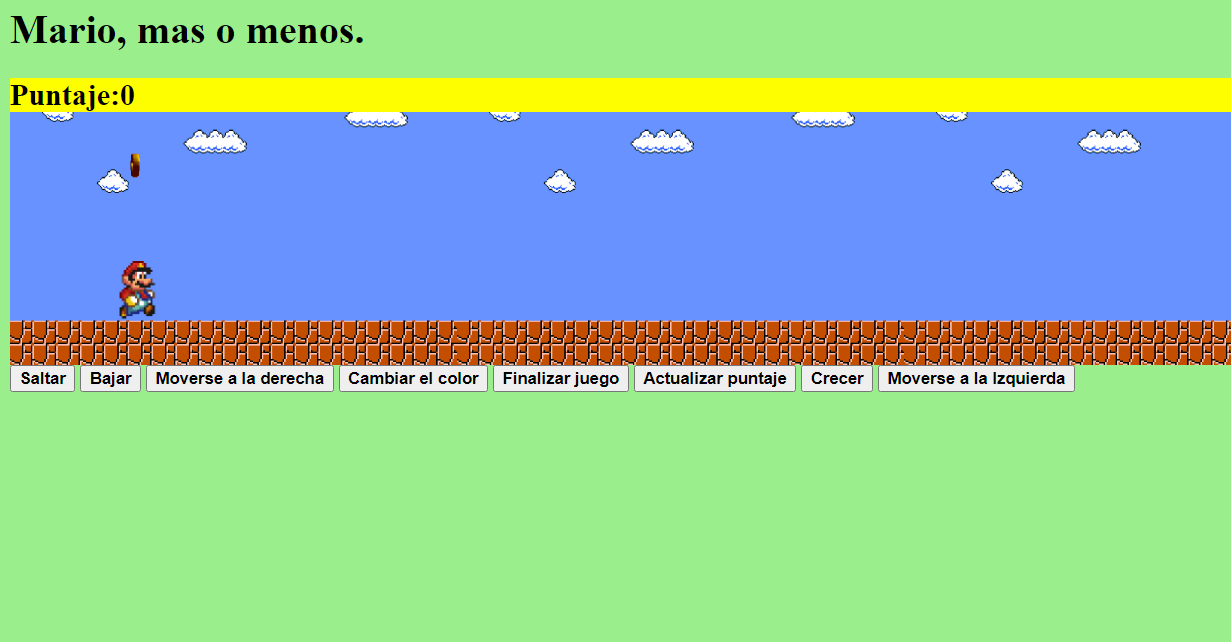 Mario, mas o menos.
Puntaje:0
Saltar Bajar Moverse a la derecha Cambiar el color Finalizar juego Actualizar puntaje Crecer Moverse a la Izquierda